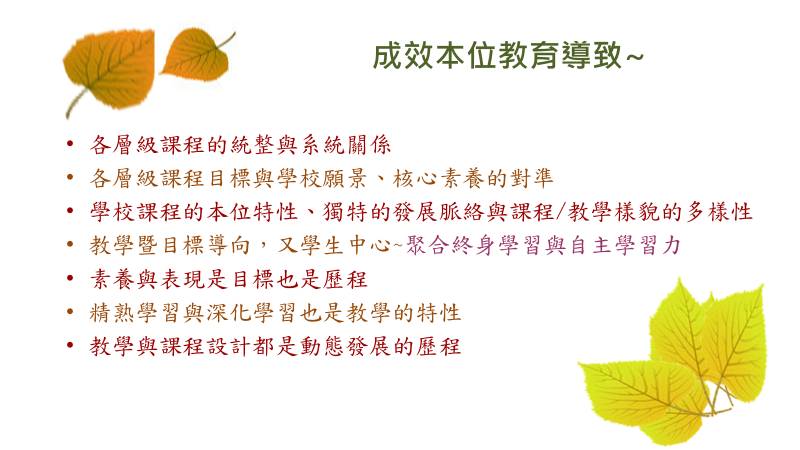 成效本位教育導致~
• 各層級課程的統整與系統關係
• 各層級課程目標與學校願景、核心素養的對準
• 學校課程的本位特性、獨特的發展脈絡與課程/教學樣貌的多樣性
• 教學暨目標導向，又學生中心~聚合終身學習與自主學習力
• 素養與表現是目標也是歷程
• 精熟學習與深化學習也是教學的特性
• 教學與課程設計都是動態發展的歷程